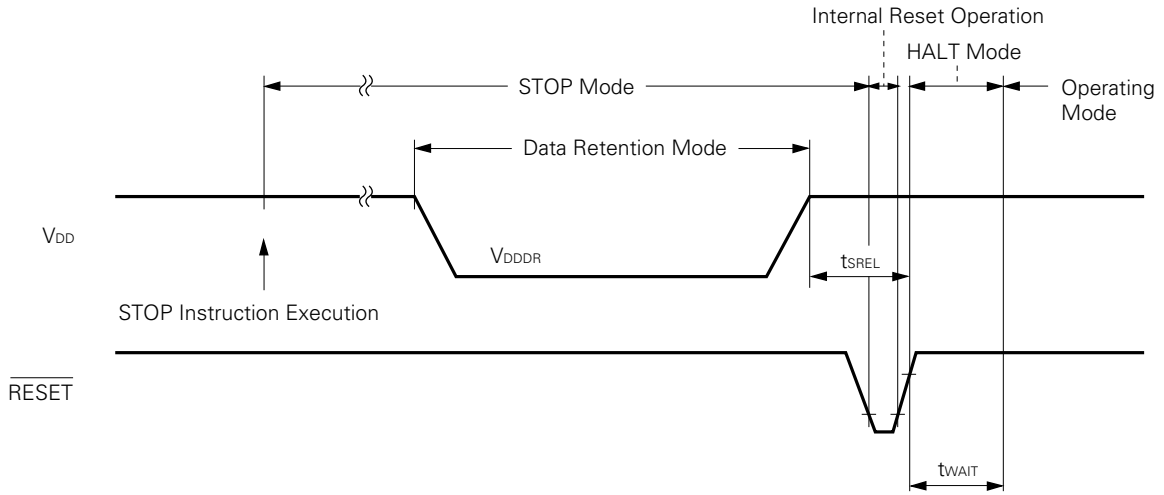 Internal Reset Operation
HALT Mode
STOP Mode
Operating
Mode
Data Retention Mode
VDD
VDDDR
tSREL
STOP Instruction Execution
RESET
tWAIT